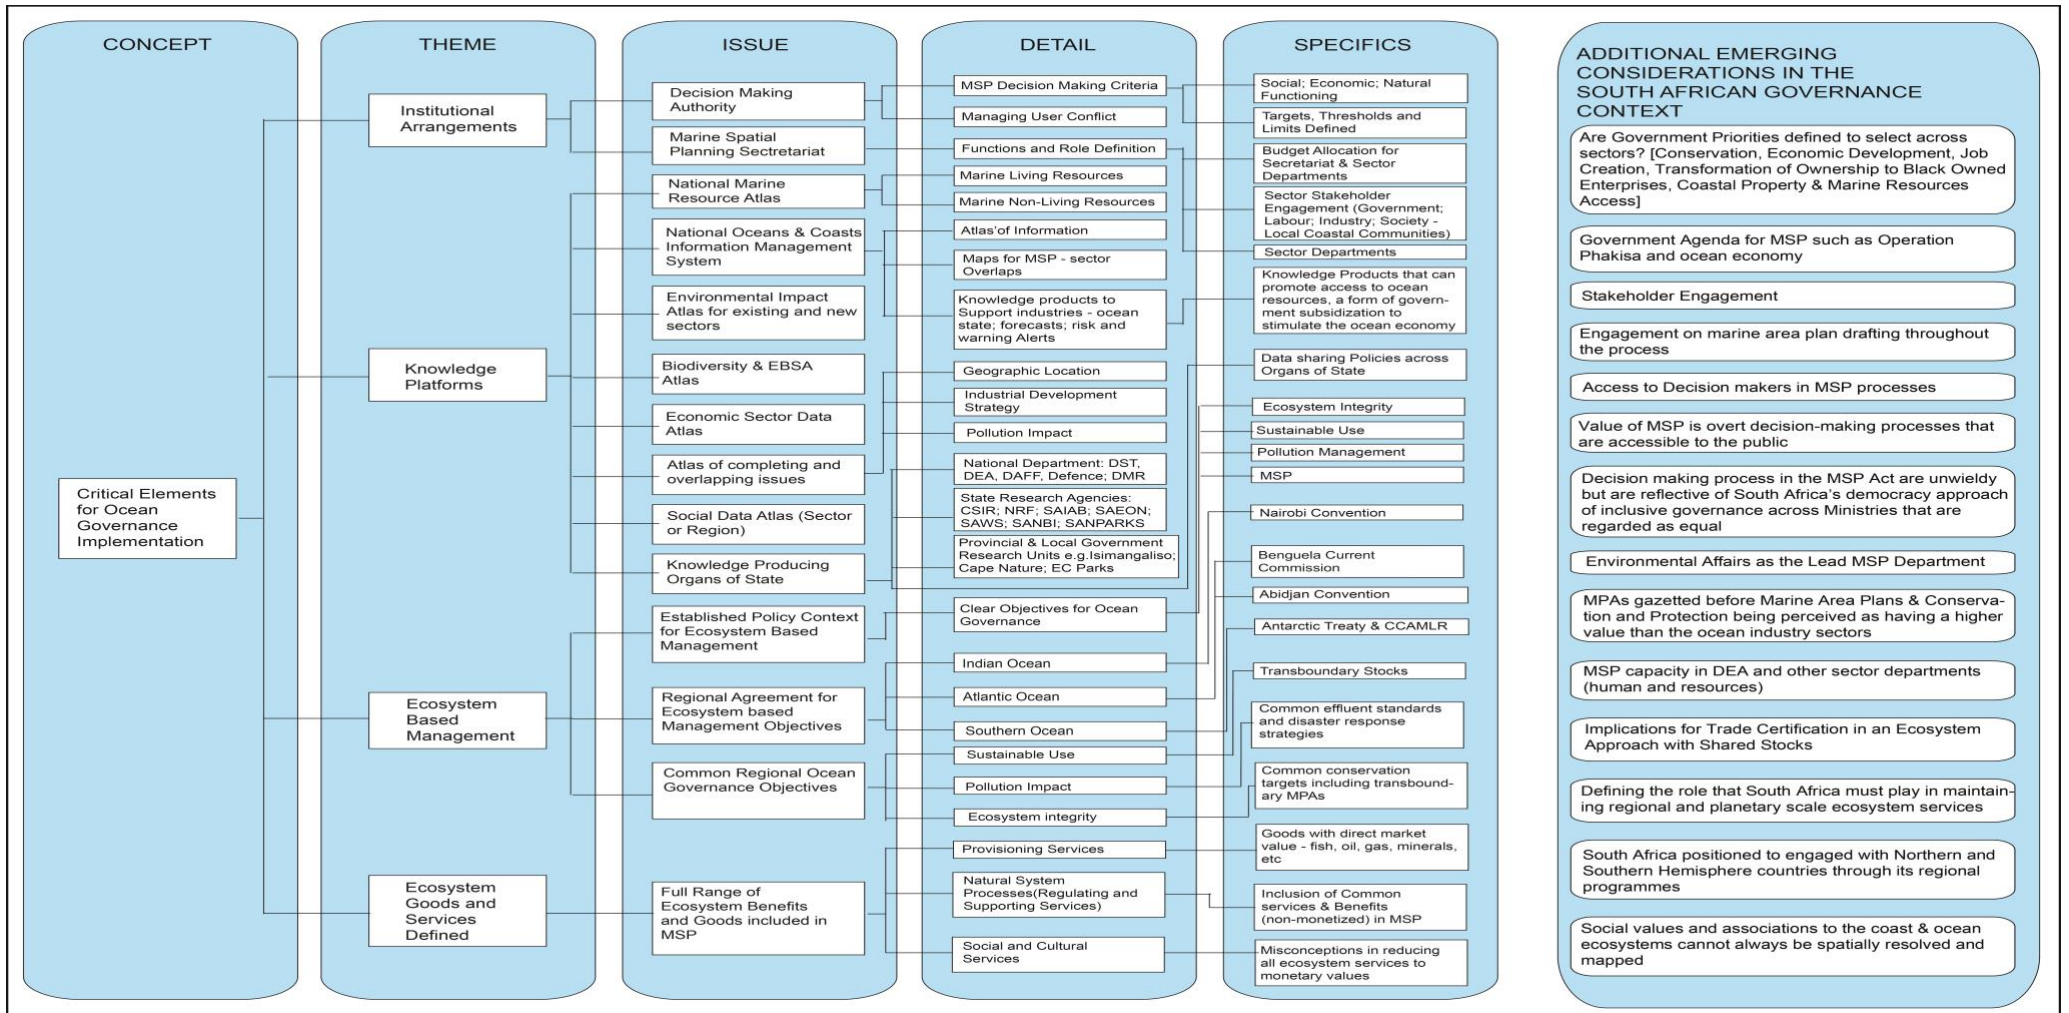 CONCEPT
Critical Elements
for Ocean
Governance
Implementation
THEME
Institutional
Arrangements
Knowledge
Platforms
Ecosystem
Based
Management
Ecosystem
Goods and
Services
Defined
ISSUE
Decision Making
Authority
Marine Spatial
Planning Sectretariat
National Marine
Resource Atlas
National Oceans & Coasts
Information Management
System
Environmental Impact
Atlas for existing and new
sectors
Biodiversity & EBSA
Atlas
Economic Sector Data
Atlas
Atlas of completing and
overlapping issues
Social Data Atlas (Sector
or Region)
Knowledge Producing
Organs of State
Established Policy Context
for Ecosystem Based
Management
Regional Agreement for
Ecosystem based
Management Objectives
Common Regional Ocean
Governance Objectives
Full Range of
Ecosystem Benefits
and Goods included in
MSP
DETAIL
MSP Decision Making Criteria
Managing User Conflict
Functions and Role Definition
Marine Living Resources
Marine Non-Living Resources
Atlas'of Information
Maps for MSP - sector
Overlaps
Knowledge products to
Support industries - ocean
state; forecasts; risk and
warning Alerts
Geographic Location
Industrial Development
Strategy
Pollution Impact
National Department: DST,
DEA, DAFF, Defence; DMR
State Research Agencies:
CSIR; NRF; SAIAB; SAEON;
SAWS; SANBI; SANPARKS
Provincial & Local Government
Research Units e.g.Isimangaliso;
Cape Nature; EC Parks
Clear Objectives for Ocean
Governance
Indian Ocean
Atlantic Ocean
Southern Ocean
Sustainable Use
Pollution Impact
Ecosystem integrity
Provisioning Services
Natural System
Processes(Regulating and
Supporting Services)
Social and Cultural
Services
SPECIFICS
Social; Economic; Natural
Functioning
Targets, Thresholds and
Limits Defined
Budget Allocation for
Secretariat & Sector
Departments
Sector Stakeholder
Engagement (Government;
Labour; Industry; Society -
Local Coastal Communities)
Sector Departments
Knowledge Products that can
promote access to ocean
resources, a form of govern-
ment subsidization to
stimulate the ocean economy
Data sharing Policies across
Organs of State
Ecosystem Integrity
Sustainable Use
Pollution Management
MSP
Nairobi Convention
Benguela Current
Commission
Abidjan Convention
Antarctic Treaty & CCAMLR
Transboundary Stocks
Common effluent standards
and disaster response
strategies
Common conservation
targets including transbound-
ary MPAs
Goods with direct market
value - fish, oil, gas, minerals,
etc
Inclusion of Common
services & Benefits
(non-monetized) in MSP
Misconceptions in reducing
all ecosystem services to
monetary values
ADDITIONAL EMERGING
CONSIDERATIONS IN THE
SOUTH AFRICAN GOVERNANCE
CONTEXT
Are Government Priorities defined to select across
sectors? [Conservation, Economic Development, Job
Creation, Transformation of Ownership to Black Owned
Enterprises, Coastal Property & Marine Resources
Access]
Government Agenda for MSP such as Operation
Phakisa and ocean economy
Stakeholder Engagement
Engagement on marine area plan drafting throughout
the process
Access to Decision makers in MSP processes
Value of MSP is overt decision-making processes that
are accessible to the public
Decision making process in the MSP Act are unwieldy
but are reflective of South Africa's democracy approach
of inclusive governance across Ministries that are
regarded as equal
Environmental Affairs as the Lead MSP Department
MPAs gazetted before Marine Area Plans & Conserva-
tion and Protection being perceived as having a higher
value than the ocean industry sectors
MSP capacity in DEA and other sector departments
(human and resources)
Implications for Trade Certification in an Ecosystem
Approach with Shared Stocks
Defining the role that South Africa must play in maintain-
ing regional and planetary scale ecosystem services
South Africa positioned to engaged with Northern and
Southern Hemisphere countries through its regional
programmes
Social values and associations to the coast & ocean
ecosystems cannot always be spatially resolved and
mapped